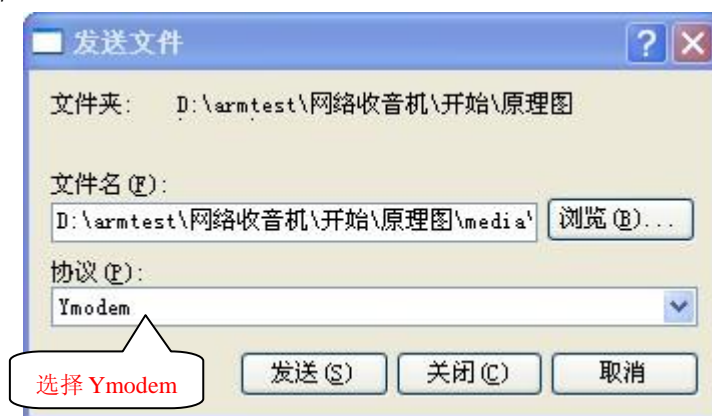 发送文件
文件夹: D:\armtest\网络收音机\开始\原理图
文件名(F):
D:\armtest\网络收音机\开始\原理图\media\ 浏览(B)...
协议(P):
Ymodem
选择 Ymodem 发送(S) 关闭(C) 取消